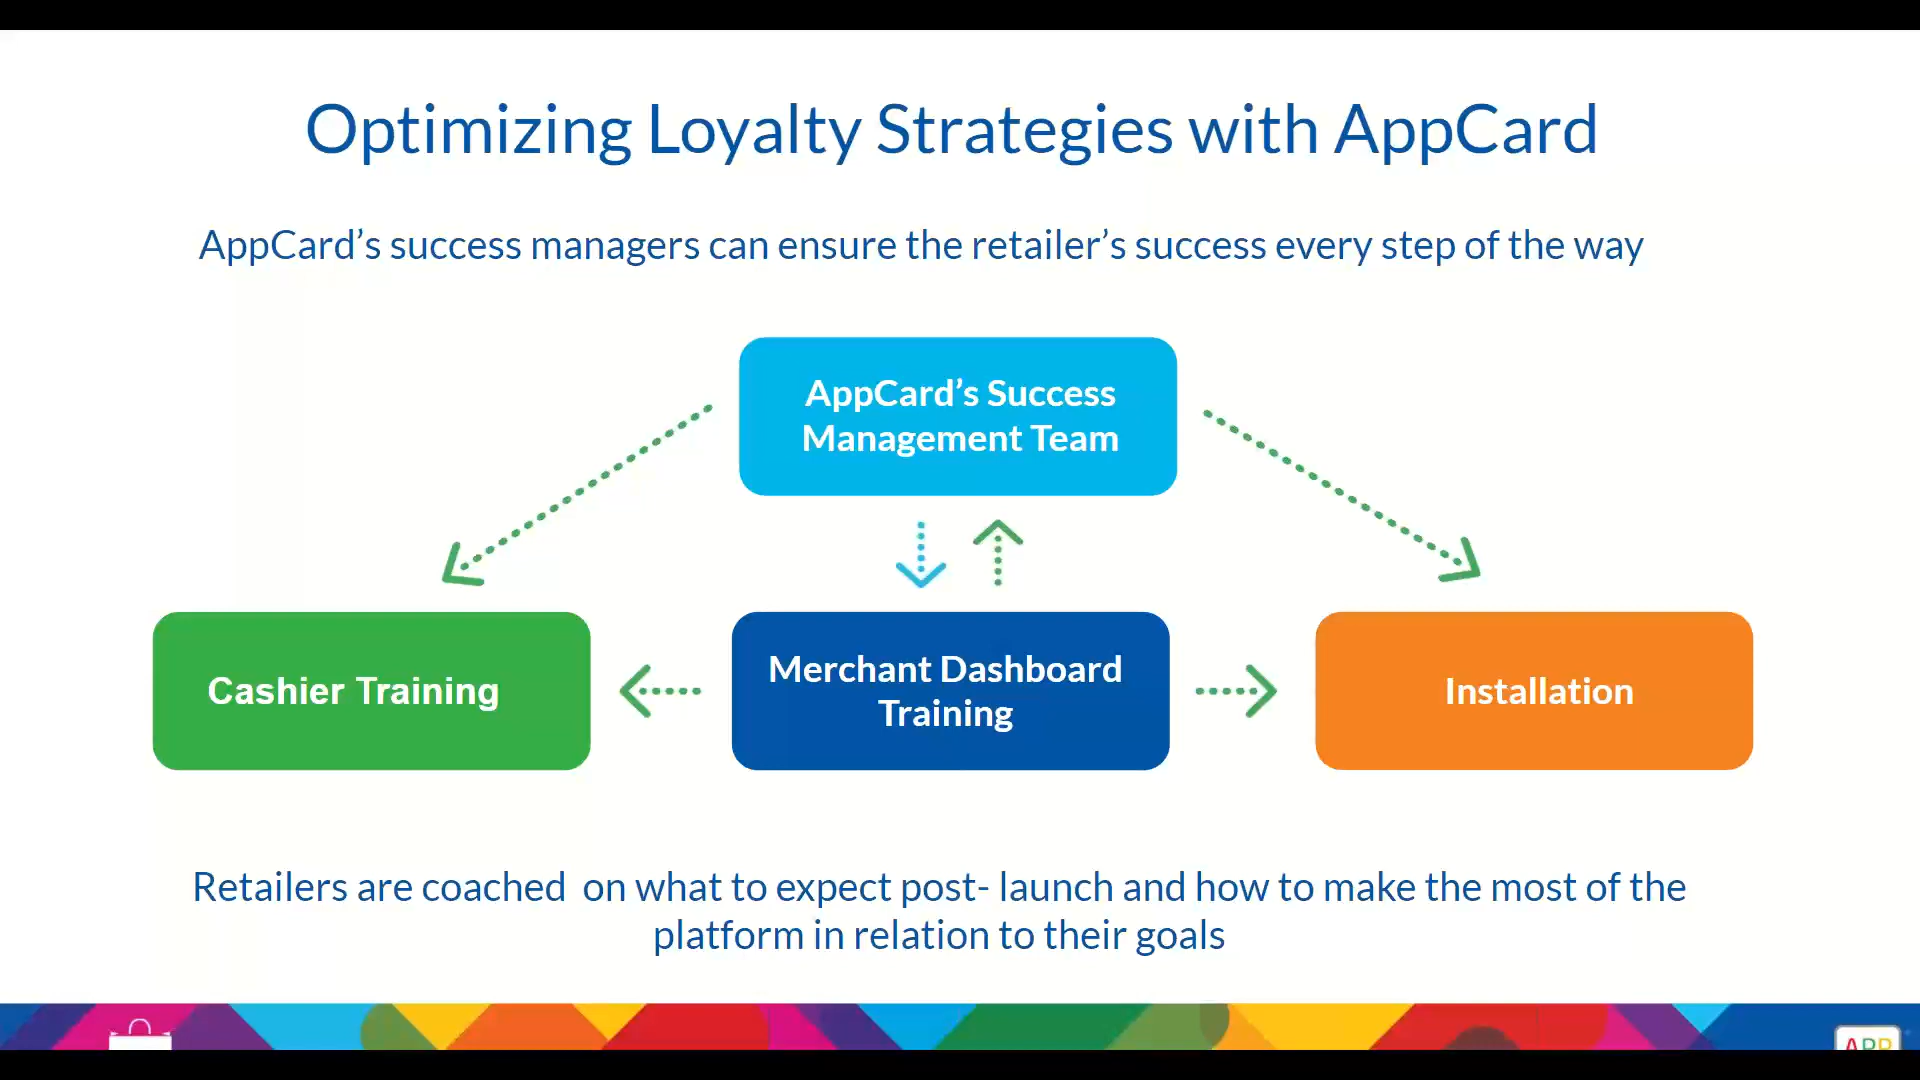 Optimizing Loyalty Strategies with AppCard
AppCard’s success managers can ensure the retailer’s success every step of the way
AppCard’s Success
Management Team
Cashier Training
Merchant Dashboard
Training
Installation
Retailers are coached  on what to expect post- launch and how to make the most of the
platform in relation to their goals
APP